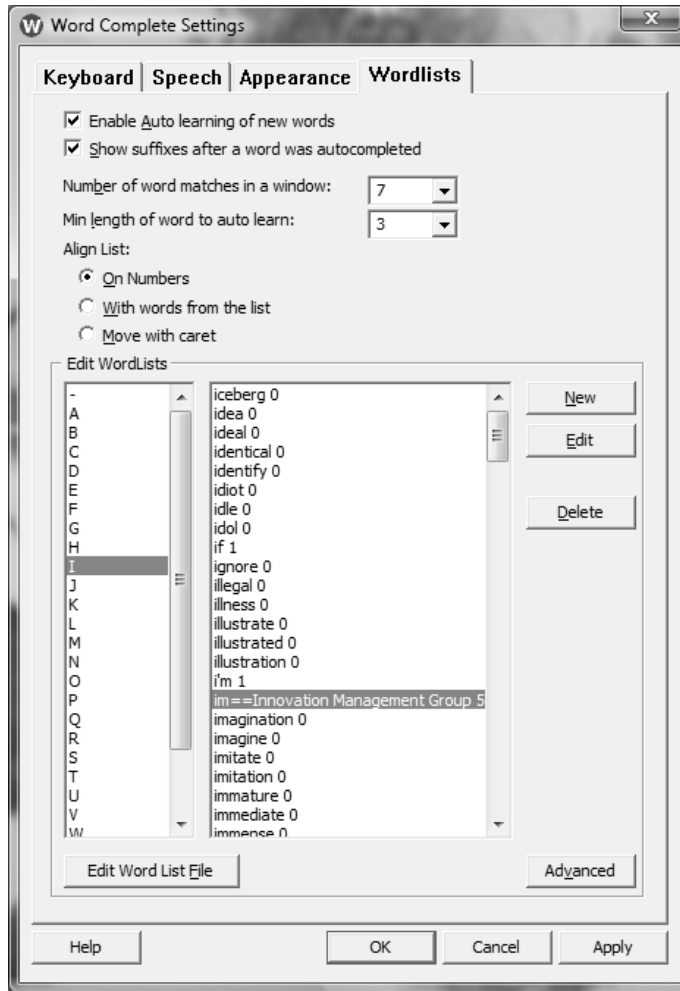 W Word Complete Settings
x
Keyboard Speech Appearance Wordlists
Enable Auto learning of new words
Show suffixes after a word was autocompleted
Number of word matches in a window: 7
Min length of word to auto learn: 3
Align List:
On Numbers
With words from the list
Move with caret
Edit WordLists
-
A
B
C
D
E
F
G
H
I
J
K
L
M
N
O
P
Q
R
S
T
U
V
W
iceberg 0
idea 0
ideal 0
identical 0
identify 0
idiot 0
idle 0
idol 0
if 1
ignore 0
illegal 0
illness 0
illustrate 0
illustrated 0
illustration 0
i'm 1
im==Innovation Management Group 5
imagination 0
imagine 0
imitate 0
imitation 0
immature 0
immediate 0
immense 0
New
Edit
Delete
Edit Word List File
Advanced
Help OK Cancel Apply